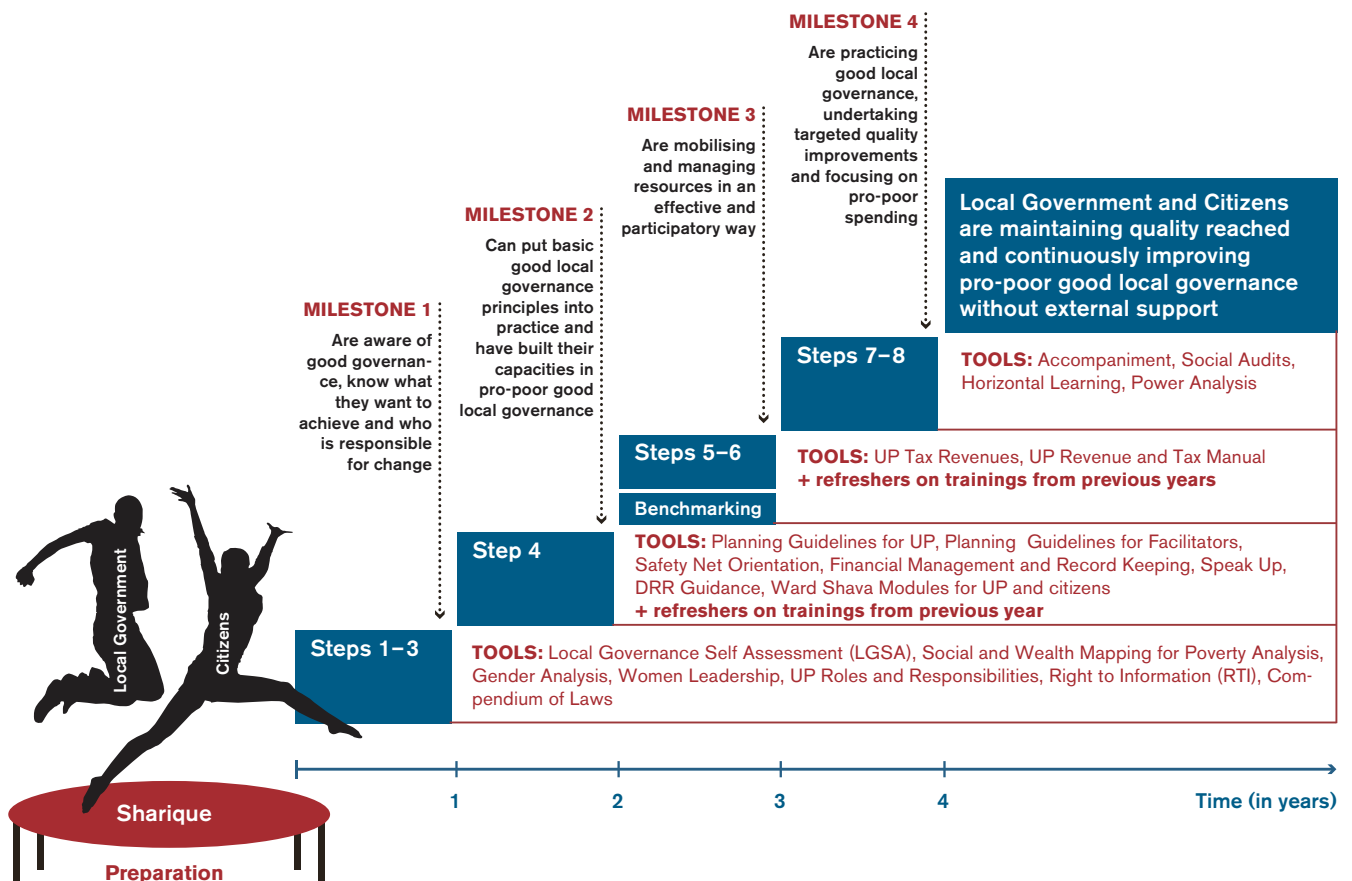 MILESTONE 4
Are practicing
good local
governance,
undertaking
targeted quality
improvements
and focusing on
pro-poor
spending
MILESTONE 3
Are mobilising
and managing
resources in an
effective and
participatory way
MILESTONE 2
Can put basic
good local
governance
principles into
practice and
have built their
capacities in
pro-poor good
local governance
MILESTONE 1
Are aware of
good governan-
ce, know what
they want to
achieve and who
is responsible
for change
Local Government and Citizens
are maintaining quality reached
and continuously improving
pro-poor good local governance
without external support
Steps 7–8
TOOLS: Accompaniment, Social Audits,
Horizontal Learning, Power Analysis
Steps 5–6
Benchmarking
TOOLS: UP Tax Revenues, UP Revenue and Tax Manual
+ refreshers on trainings from previous years
Step 4
TOOLS: Planning Guidelines for UP, Planning Guidelines for Facilitators,
Safety Net Orientation, Financial Management and Record Keeping, Speak Up,
DRR Guidance, Ward Shava Modules for UP and citizens
+ refreshers on trainings from previous year
Steps 1–3
TOOLS: Local Governance Self Assessment (LGSA), Social and Wealth Mapping for Poverty Analysis,
Gender Analysis, Women Leadership, UP Roles and Responsibilities, Right to Information (RTI), Com-
pendium of Laws
Local Government
Citizens
1
2
3
4
Time (in years)
Sharique
Preparation